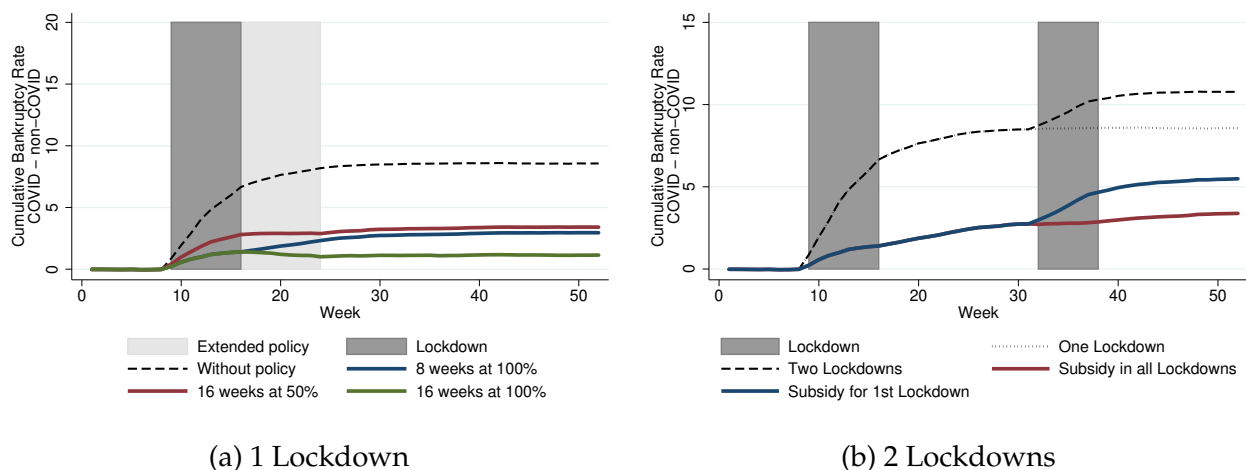 Cumulative Bankruptcy Rate
COVID − non−COVID
20
15
10
5
0
0 10 20 30 40 50
Week
Extended policy Lockdown
Without policy 8 weeks at 100%
16 weeks at 50% 16 weeks at 100%
(a) 1 Lockdown
Cumulative Bankruptcy Rate
COVID − non−COVID
15
10
5
0
0 10 20 30 40 50
Week
Lockdown One Lockdown
Two Lockdowns Subsidy in all Lockdowns
Subsidy for 1st Lockdown
(b) 2 Lockdowns